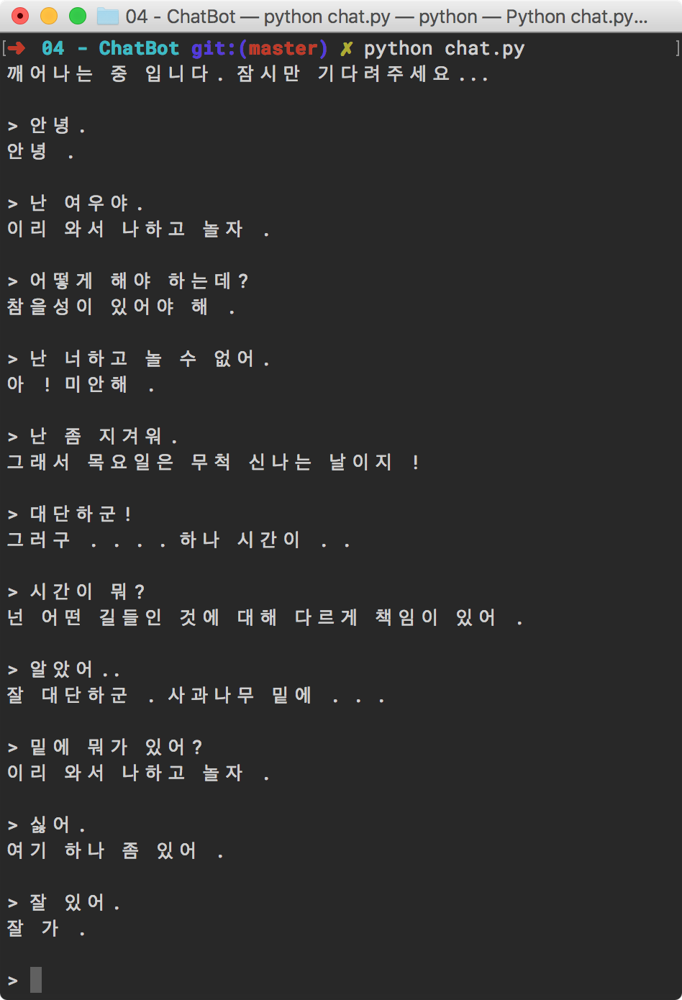 04 - ChatBot — python chat.py — python — Python chat.py...
[➜ 04 - ChatBot git:(master) ✗ python chat.py ]
깨어나는 중 입니다. 잠시만 기다려주세요...
> 안녕.
안녕 .
> 난 여우야.
이리 와서 나하고 놀자 .
> 어떻게 해야 하는데?
참을성이 있어야 해 .
> 난 너하고 놀 수 없어.
아 ! 미안해 .
> 난 좀 지겨워.
그래서 목요일은 무척 신나는 날이지 !
> 대단하군!
그러구 . . . . 하나 시간이 . .
> 시간이 뭐?
넌 어떤 길들인 것에 대해 다르게 책임이 있어 .
> 알았어..
잘 대단하군 . 사과나무 밑에 . . .
> 밑에 뭐가 있어?
이리 와서 나하고 놀자 .
> 싫어.
여기 하나 좀 있어 .
> 잘 있어.
잘 가 .
>